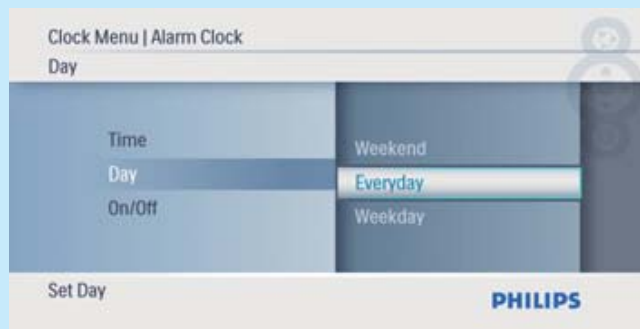 Clock Menu | Alarm Clock
Day
Time
Day
On/Off
Weekend
Everyday
Weekday
Set Day
PHILIPS